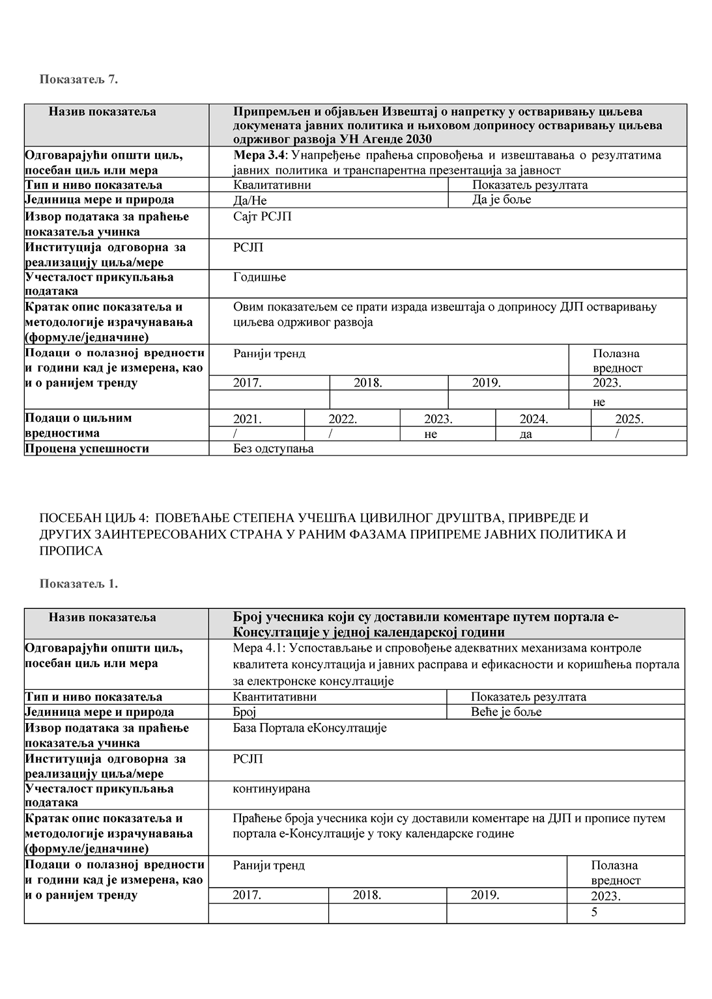 Показатељ 7.
Назив показатеља
Припремљен и објављен Извештај о напретку у остваривању циљева
докумената јавних политика и њиховом доприносу остваривању циљева
одрживог развоја УН Агенде 2030
Одговарајући општи циљ,
посебан циљ или мера
Мера 3.4: Унапређење праћења спровођења и извештавања о резултатима
јавних политика и транспарентна презентација за јавност
Тип и ниво показатеља
Квалитативни
Показатељ резултата
Јединица мере и природа
Да/Не
Да је боље
Извор података за праћење
показатеља учинка
Сајт РСЈП
Институција одговорна за
реализацију циља/мере
РСЈП
Учесталост прикупљања
података
Годишње
Кратак опис показатеља и
методологије израчунавања
(формуле/једначине)
Овим показатељем се прати израда извештаја о доприносу ДЈП остваривању
циљева одрживог развоја
Подаци о полазној вредности
и години кад је измерена, као
и о ранијем тренду
Ранији тренд
Полазна
вредност
2017.
2018.
2019.
2023.
не
Подаци о циљним
вредностима
2021.
2022.
2023.
2024.
2025.
/
/
не
да
/
Процена успешности
Без одступања
ПОСЕБАН ЦИЉ 4: ПОВЕЋАЊЕ СТЕПЕНА УЧЕШЋА ЦИВИЛНОГ ДРУШТВА, ПРИВРЕДЕ И
ДРУГИХ ЗАИНТЕРЕСОВАНИХ СТРАНА У РАНИМ ФАЗАМА ПРИПРЕМЕ ЈАВНИХ ПОЛИТИКА И
ПРОПИСА
Показатељ 1.
Назив показатеља
Број учесника који су доставили коментаре путем портала е-
Консултације у једној календарској години
Одговарајући општи циљ,
посебан циљ или мера
Мера 4.1: Успостављање и спровођење адекватних механизама контроле
квалитета консултација и јавних расправа и ефикасности и коришћења портала
за електронске консултације
Тип и ниво показатеља
Квантитативни
Показатељ резултата
Јединица мере и природа
Број
Веће је боље
Извор података за праћење
показатеља учинка
База Портала еКонсултације
Институција одговорна за
реализацију циља/мере
РСЈП
Учесталост прикупљања
података
континуирана
Кратак опис показатеља и
методологије израчунавања
(формуле/једначине)
Праћење броја учесника који су доставили коментаре на ДЈП и прописе путем
портала е-Консултације у току календарске године
Подаци о полазној вредности
и години кад је измерена, као
и о ранијем тренду
Ранији тренд
Полазна
вредност
2017.
2018.
2019.
2023.
5